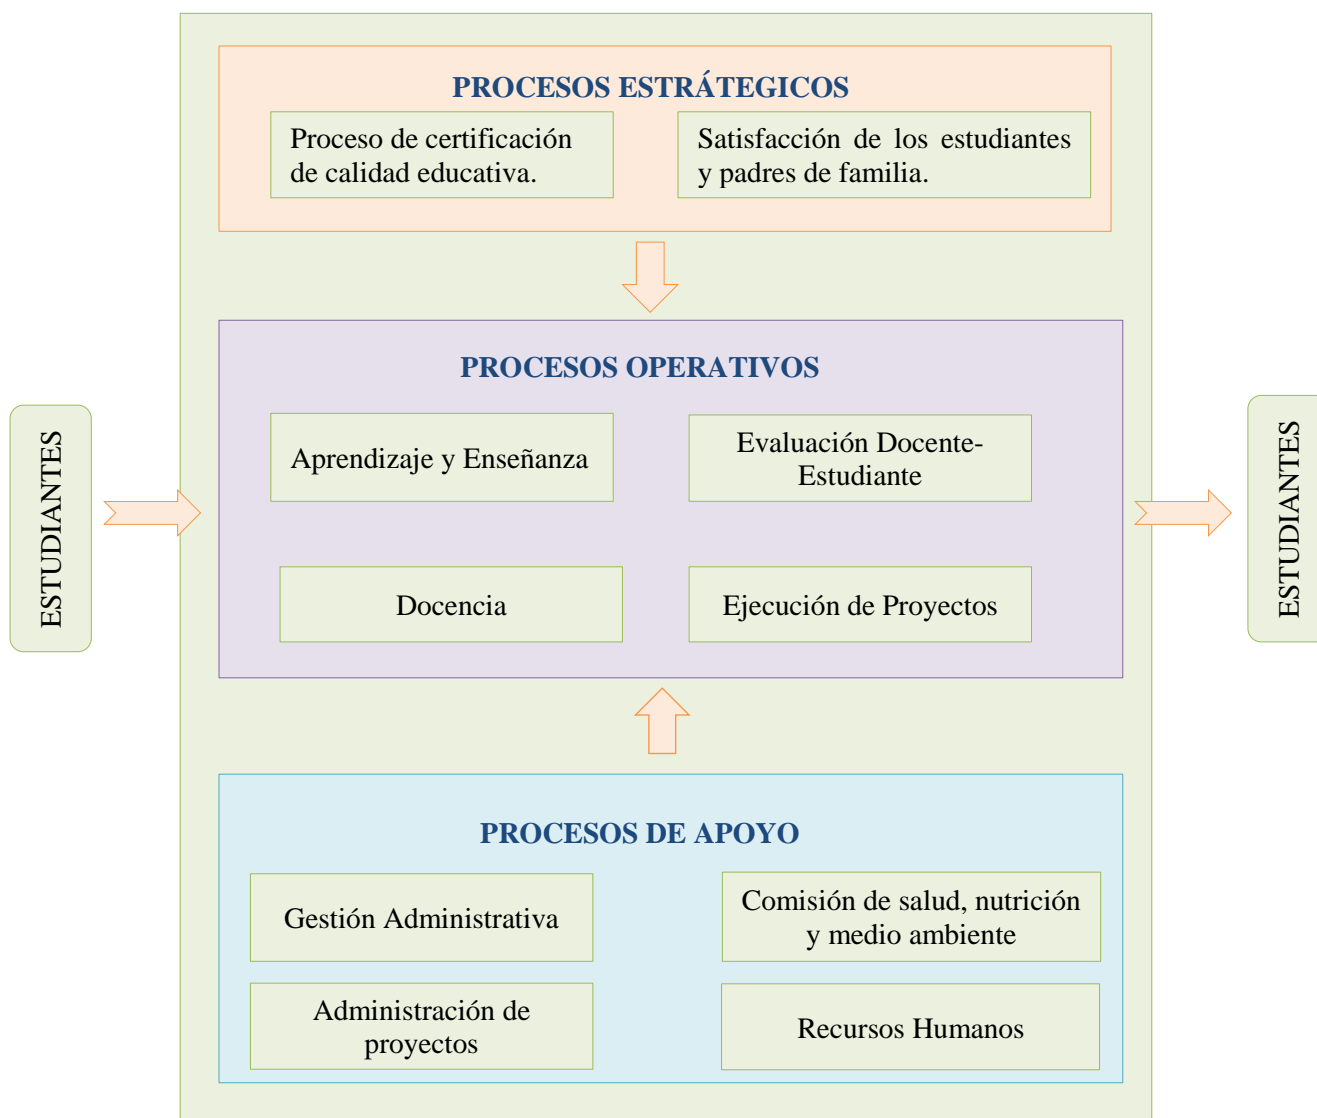 PROCESOS ESTRÁTEGICOS
Proceso de certificación
de calidad educativa.
Satisfacción de los estudiantes
y padres de familia.
PROCESOS OPERATIVOS
ESTUDIANTES
Aprendizaje y Enseñanza
Evaluación Docente-
Estudiante
Docencia
Ejecución de Proyectos
ESTUDIANTES
PROCESOS DE APOYO
Gestión Administrativa
Comisión de salud, nutrición
y medio ambiente
Administración de
proyectos
Recursos Humanos